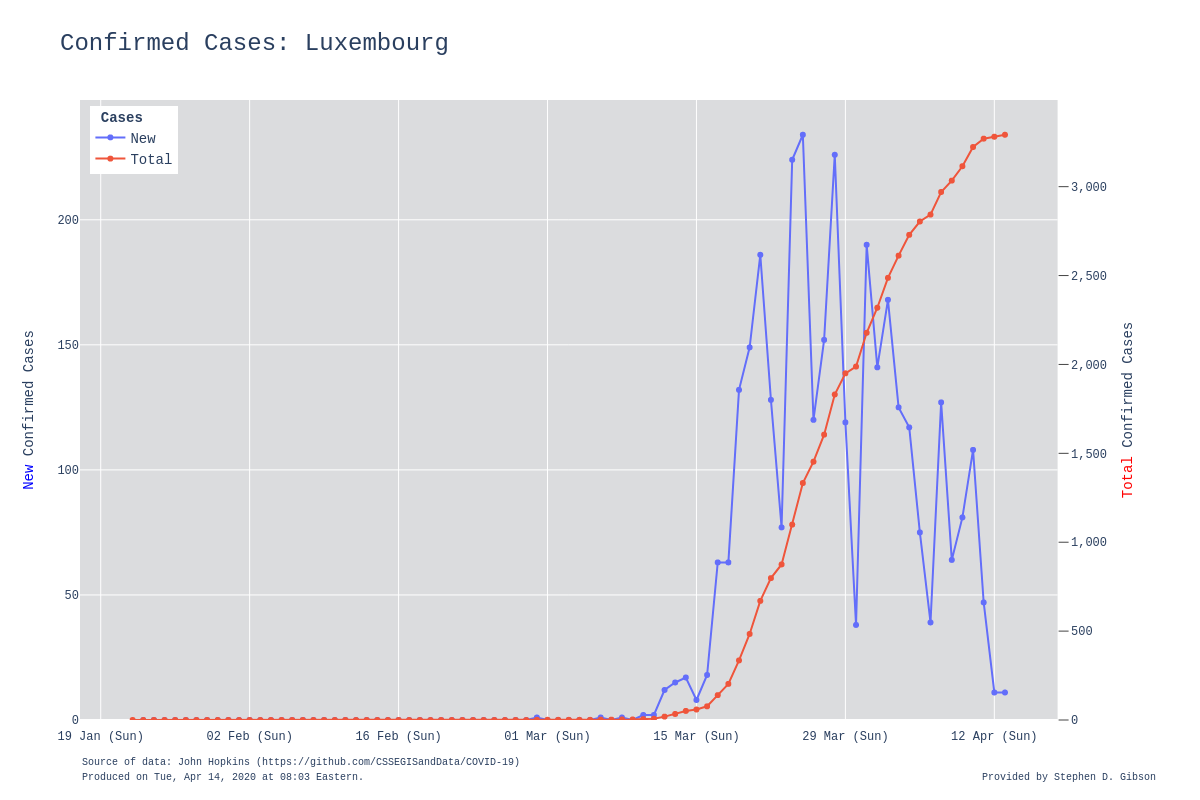 Confirmed Cases: Luxembourg
Cases
New
Total
200
150
100
50
0
3,000
2,500
2,000
1,500
1,000
500
0
New Confirmed Cases
Total Confirmed Cases
19 Jan (Sun) 02 Feb (Sun) 16 Feb (Sun) 01 Mar (Sun) 15 Mar (Sun) 29 Mar (Sun) 12 Apr (Sun)
Source of data: John Hopkins (https://github.com/CSSEGISandData/COVID-19)
Produced on Tue, Apr 14, 2020 at 08:03 Eastern.
Provided by Stephen D. Gibson